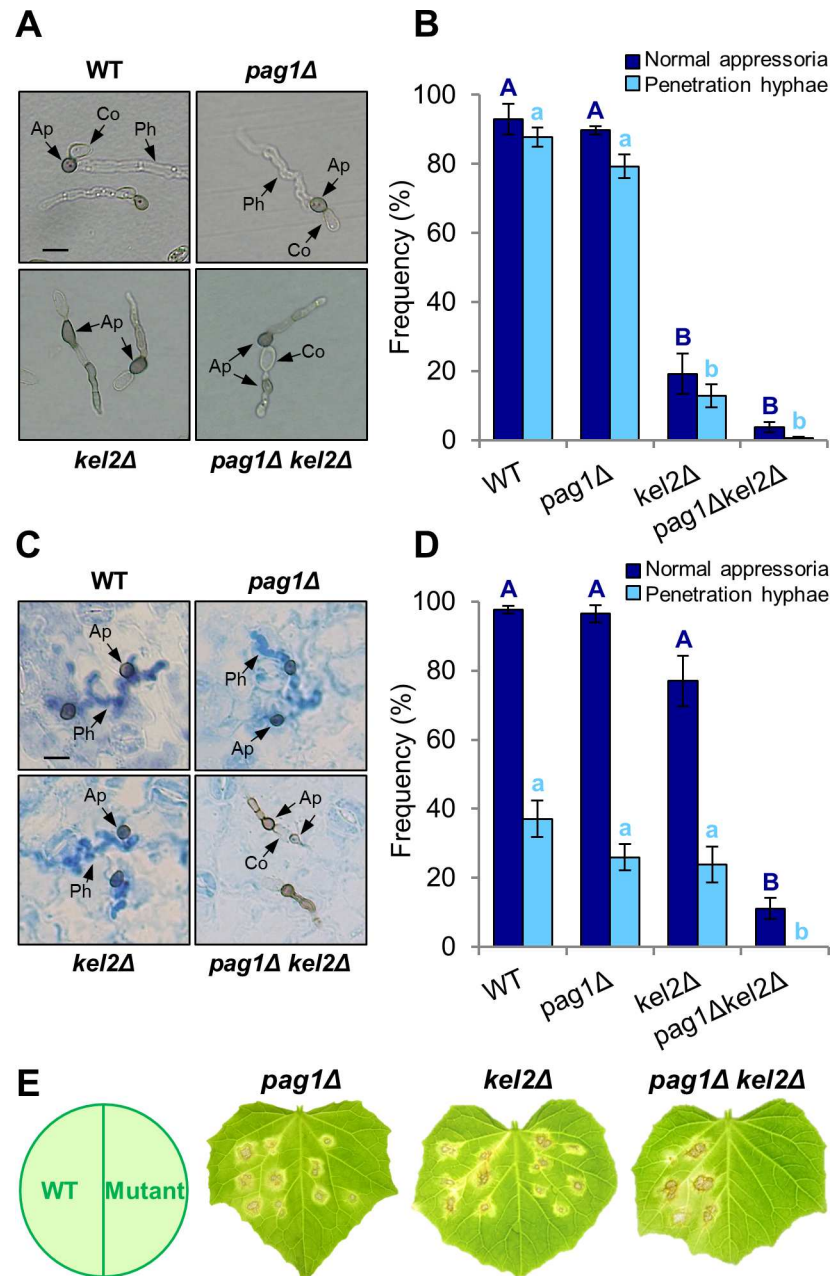 A
WT
pag1Δ
Ap
Co
Ph
Ap
Ph
Co
Ap
Ap
Co
kel2Δ
pag1Δ kel2Δ
B
Normal appressoria
Penetration hyphae
Frequency (%)
100
80
60
40
20
0
A
a
A
a
B
b
B
b
WT
pag1Δ
kel2Δ
pag1Δkel2Δ
C
WT
pag1Δ
Ap
Ph
Ph
Ap
Ap
Ph
Ap
Co
kel2Δ
pag1Δ kel2Δ
D
Normal appressoria
Penetration hyphae
Frequency (%)
100
80
60
40
20
0
A
a
A
a
A
a
B
b
WT
pag1Δ
kel2Δ
pag1Δkel2Δ
E
pag1Δ
kel2Δ
pag1Δ kel2Δ
WT
Mutant